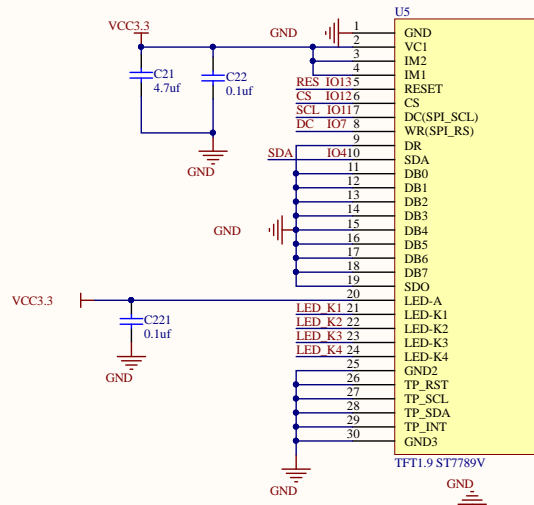 U5
VCC3.3
GND
1 GND
2 VC1
3 IM2
4 IM1
RES IO13 5 RESET
CS IO12 6 CS
SCL IO11 7 DC(SPI_SCL)
DC IO7 8 WR(SPI_RS)
9 DR
SDA IO4 10 SDA
11 DB0
12 DB1
13 DB2
14 DB3
15 DB4
16 DB5
17 DB6
18 DB7
19 SDO
20 LED-A
LED_K1 21 LED-K1
LED_K2 22 LED-K2
LED_K3 23 LED-K3
LED_K4 24 LED-K4
25 GND2
26 TP_RST
27 TP_SCL
28 TP_SDA
29 TP_INT
30 GND3
TFT1.9 ST7789V
C21
4.7uf
C22
0.1uf
GND
GND
VCC3.3
C221
0.1uf
GND
GND
GND